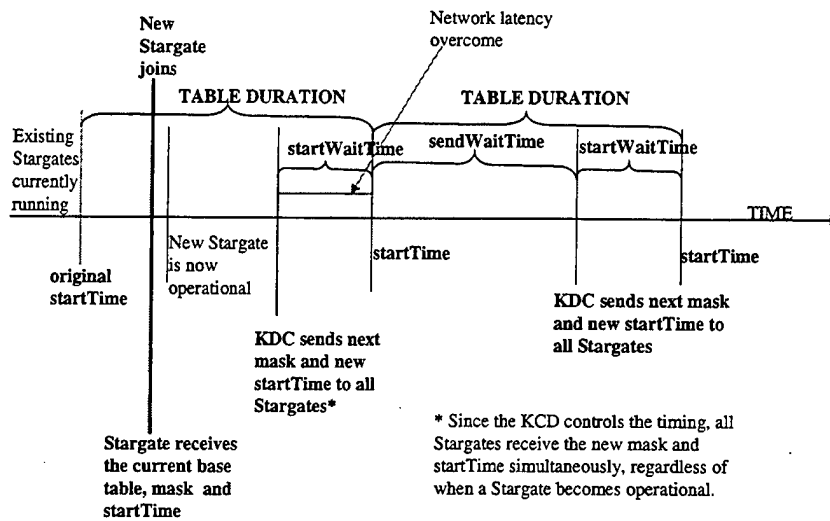 New
Stargate
joins
Network latency
overcome
TABLE DURATION
TABLE DURATION
Existing
Stargates
currently
running
startWaitTime
sendWaitTime
startWaitTime
TIME
original
startTime
New Stargate
is now
operational
startTime
startTime
KDC sends next
mask and new
startTime to all
Stargates*
KDC sends next mask
and new startTime to
all Stargates
Stargate receives
the current base
table, mask and
startTime
* Since the KCD controls the timing, all
Stargates receive the new mask and
startTime simultaneously, regardless of
when a Stargate becomes operational.